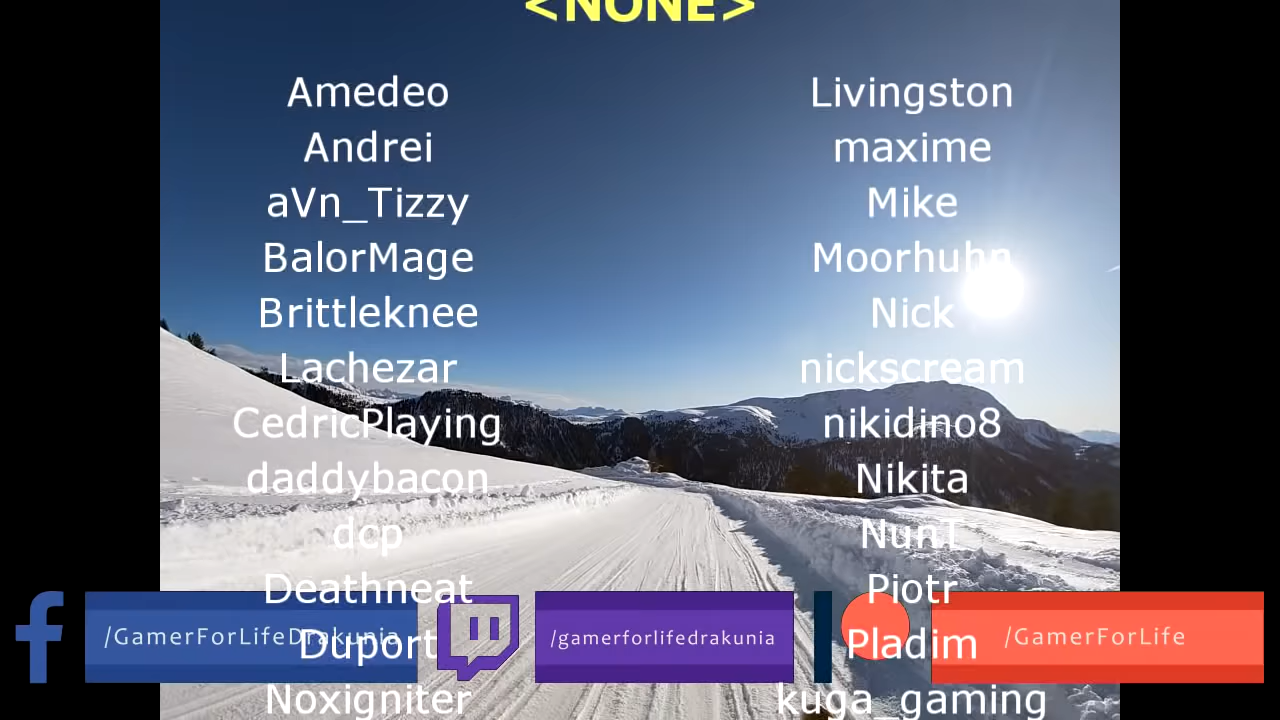 <NONE>
Amedeo
Andrei
aVn_Tizzy
BalorMage
Brittleknee
Lachezar
CedricPlaying
daddybacon
dcp
Deathneat
Duport
Noxigniter
Livingston
maxime
Mike
Moorhuhn
Nick
nickscream
nikidino8
Nikita
NunT
Piotr
Pladim
kuga_gaming
/GamerForLifeDrakunia
/gamerforlifedrakunia
/GamerForLife